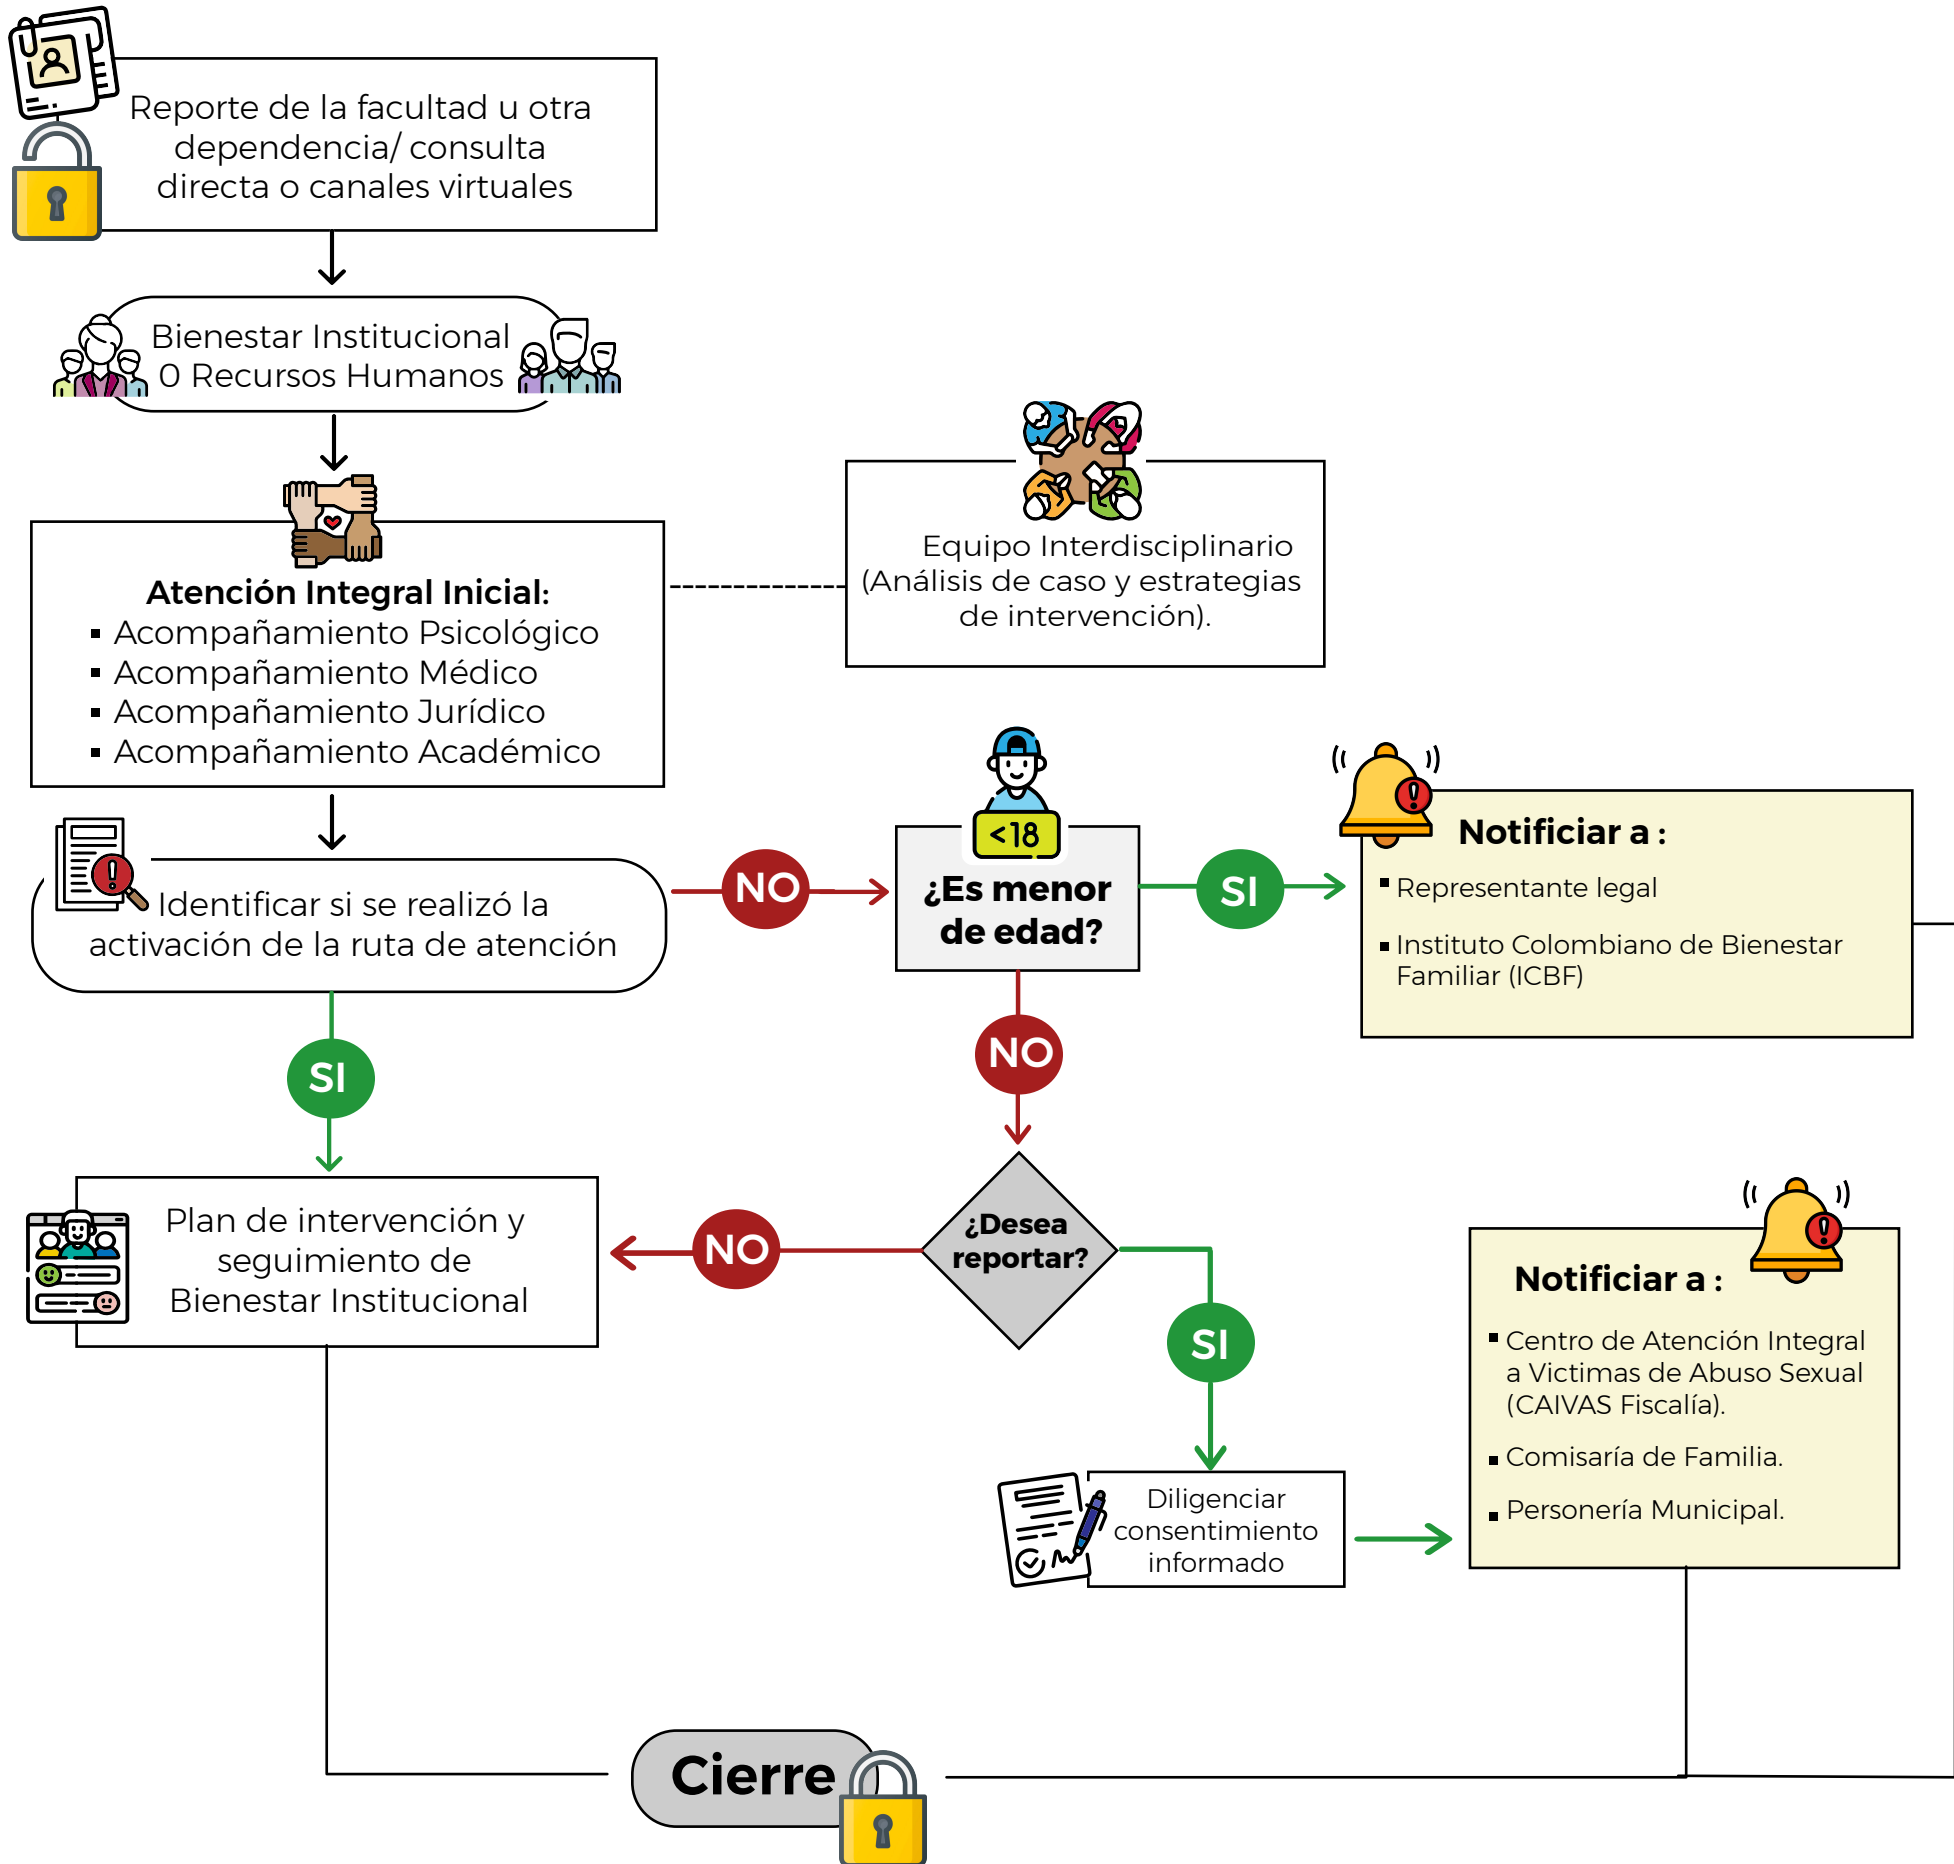 Reporte de la facultad u otra
dependencia/ consulta
directa o canales virtuales
Bienestar Institucional
O Recursos Humanos
Equipo Interdisciplinario
(Análisis de caso y estrategias
de intervención).
Atención Integral Inicial:
▪ Acompañamiento Psicológico
▪ Acompañamiento Médico
▪ Acompañamiento Jurídico
▪ Acompañamiento Académico
Identificar si se realizó la
activación de la ruta de atención
NO
<18
¿Es menor
de edad?
SI
Notificiar a :
▪ Representante legal
▪ Instituto Colombiano de Bienestar
Familiar (ICBF)
SI
NO
Plan de intervención y
seguimiento de
Bienestar Institucional
NO
¿Desea
reportar?
SI
Diligenciar
consentimiento
informado
Notificiar a :
▪ Centro de Atención Integral
a Victimas de Abuso Sexual
(CAIVAS Fiscalía).
▪ Comisaría de Familia.
▪ Personería Municipal.
Cierre